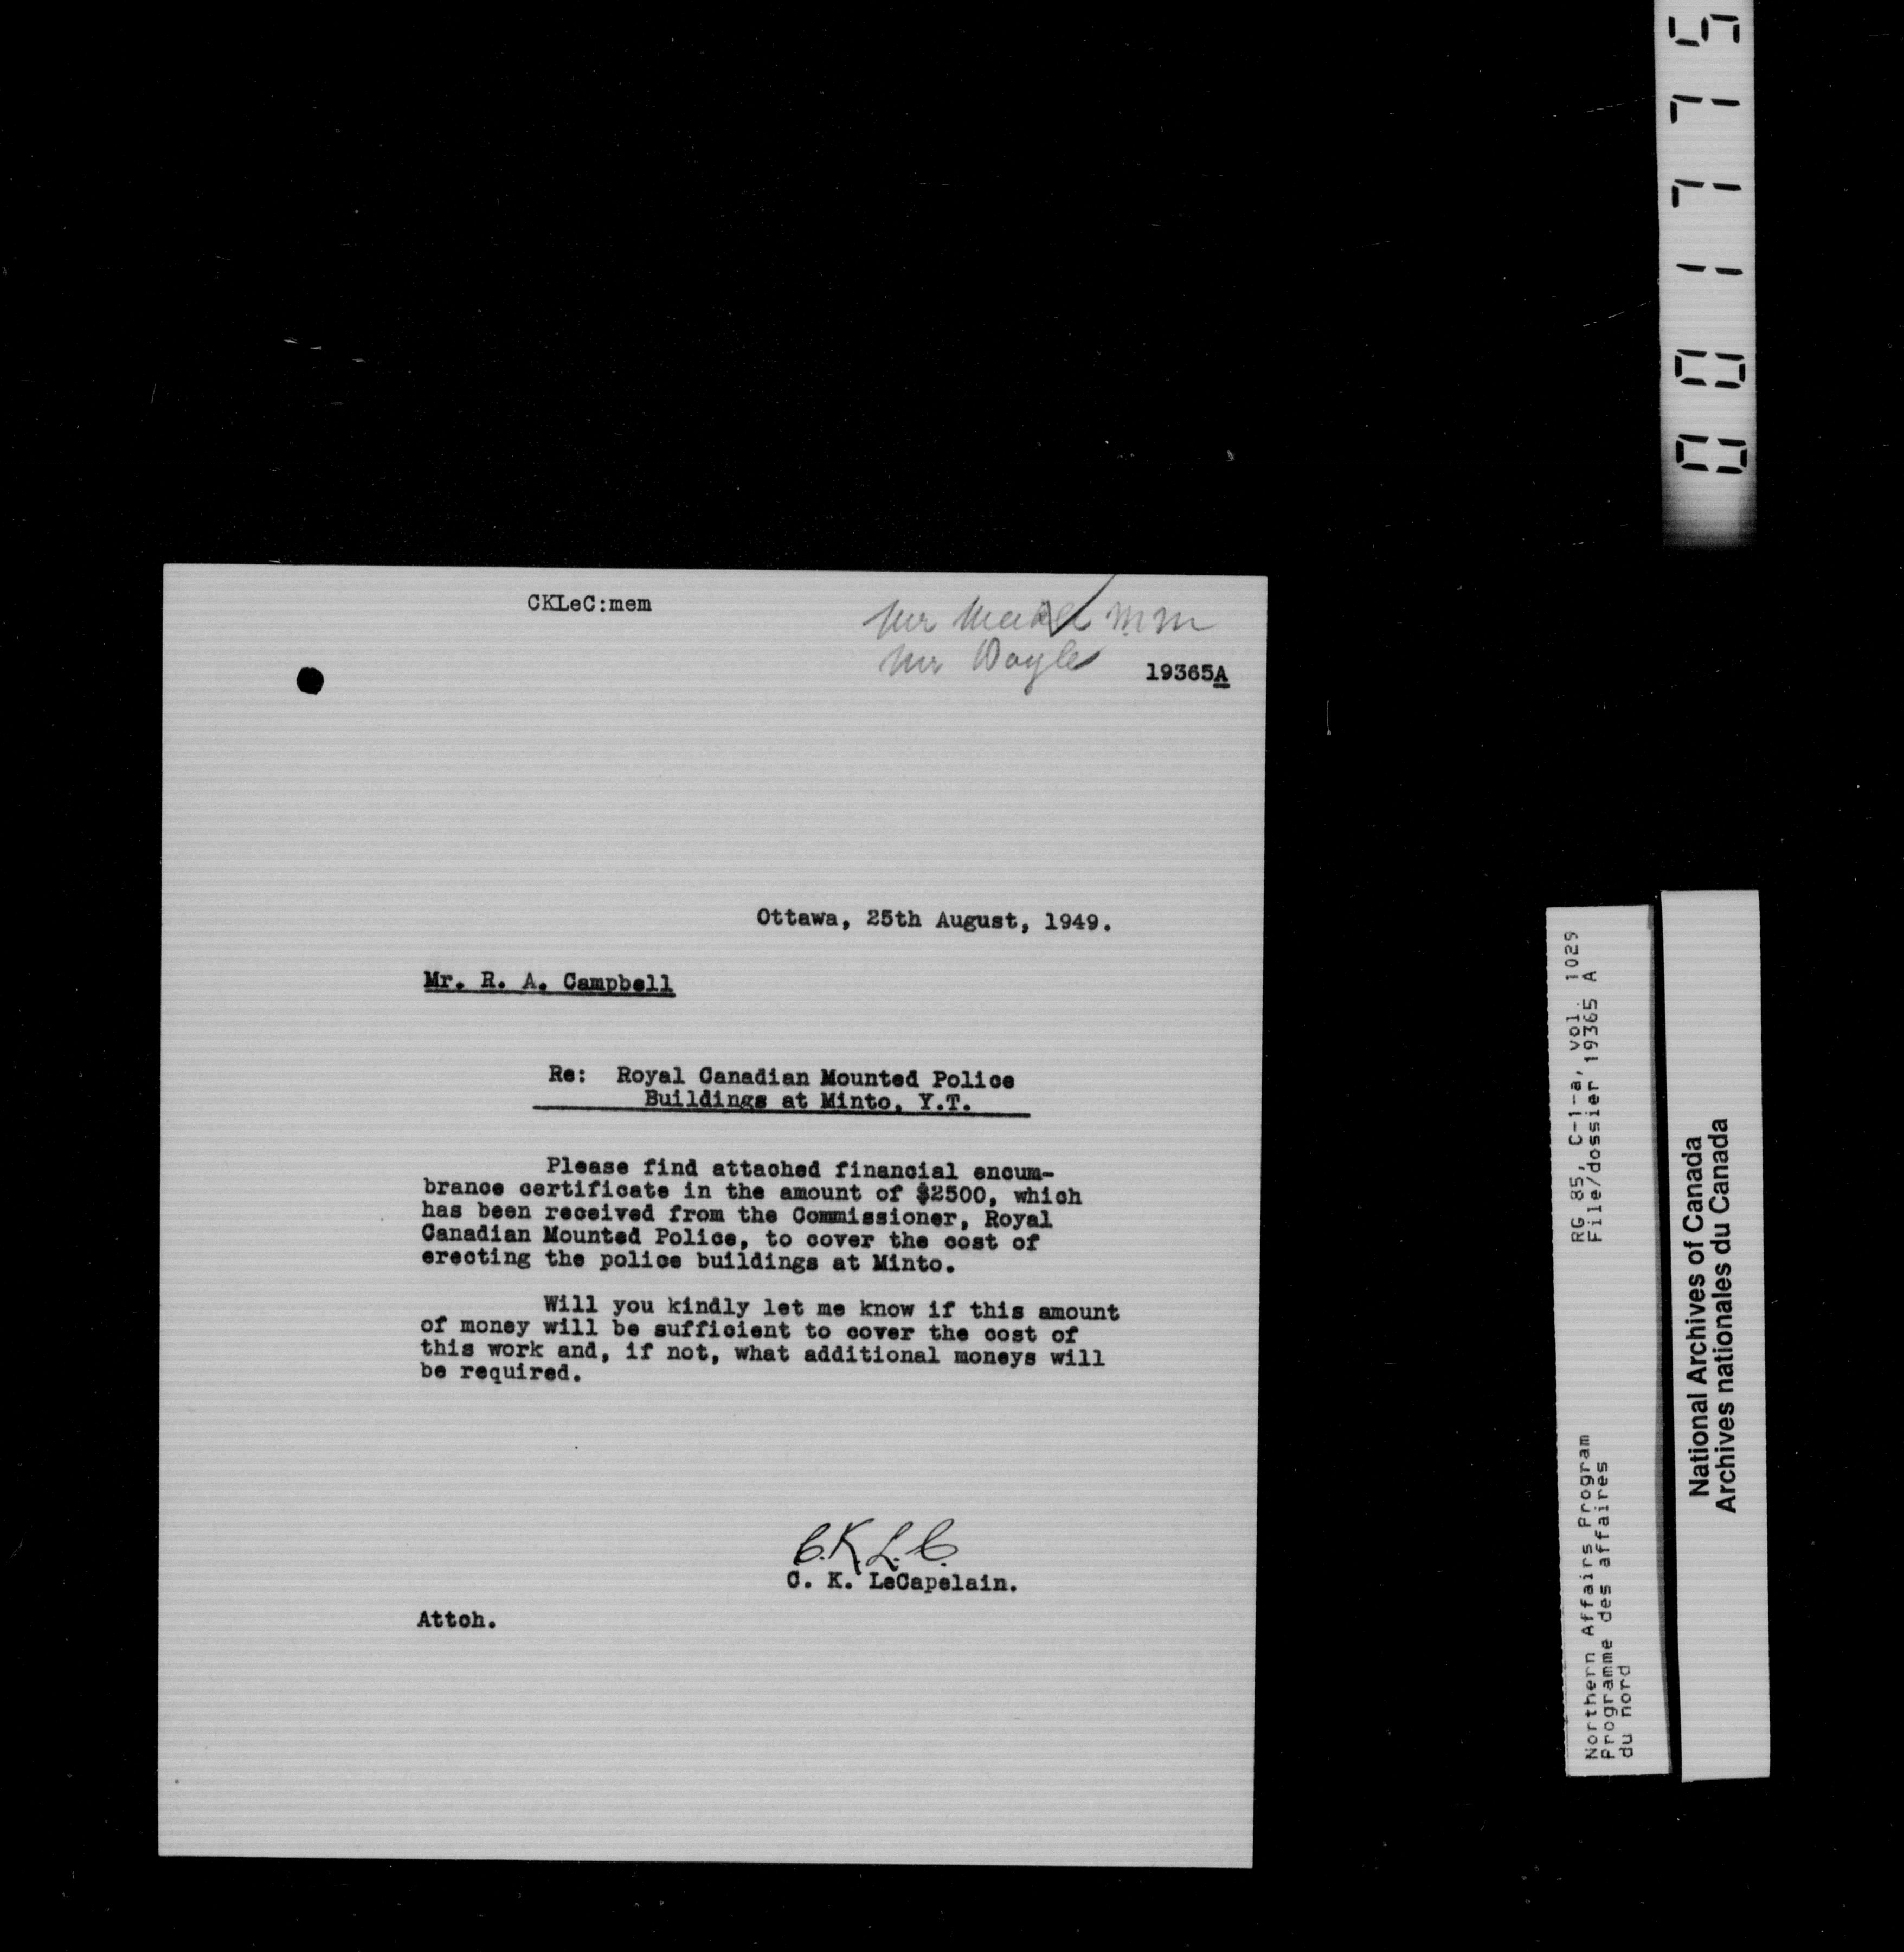 CKLeC:mem
Mr M.M
Mr Doyle
19365A
Ottawa, 25th August, 1949.
Mr. R. A. Campbell
Re: Royal Canadian Mounted Police
Buildings at Minto, Y.T.
Please find attached financial encum-
brance certificate in the amount of $2500, which
has been received from the Commissioner, Royal
Canadian Mounted Police, to cover the cost of
erecting the police buildings at Minto.
Will you kindly let me know if this amount
of money will be sufficient to cover the cost of
this work and, if not, what additional moneys will
be required.
C.K.L.C.
C. K. LeCapelain.
Attch.
001775
RG 85, C-1-a, vol. 1029
File/dossier 19365 A
Northern Affairs Program
Programme des affaires
du nord
National Archives of Canada
Archives nationales du Canada